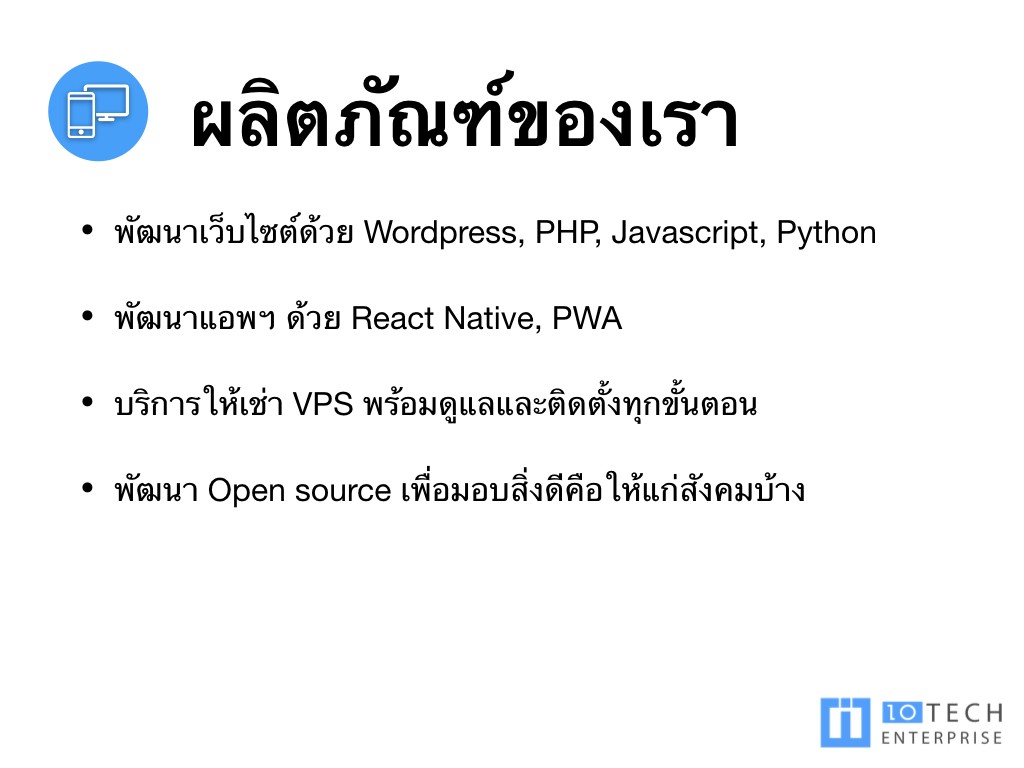 ผลิตภัณฑ์ของเรา
• พัฒนาเว็บไซต์ด้วย Wordpress, PHP, Javascript, Python
• พัฒนาแอพฯ ด้วย React Native, PWA
• บริการให้เช่า VPS พร้อมดูแลและติดตั้งทุกขั้นตอน
• พัฒนา Open source เพื่อมอบสิ่งดีคือให้แก่สังคมบ้าง
10 TECH
ENTERPRISE